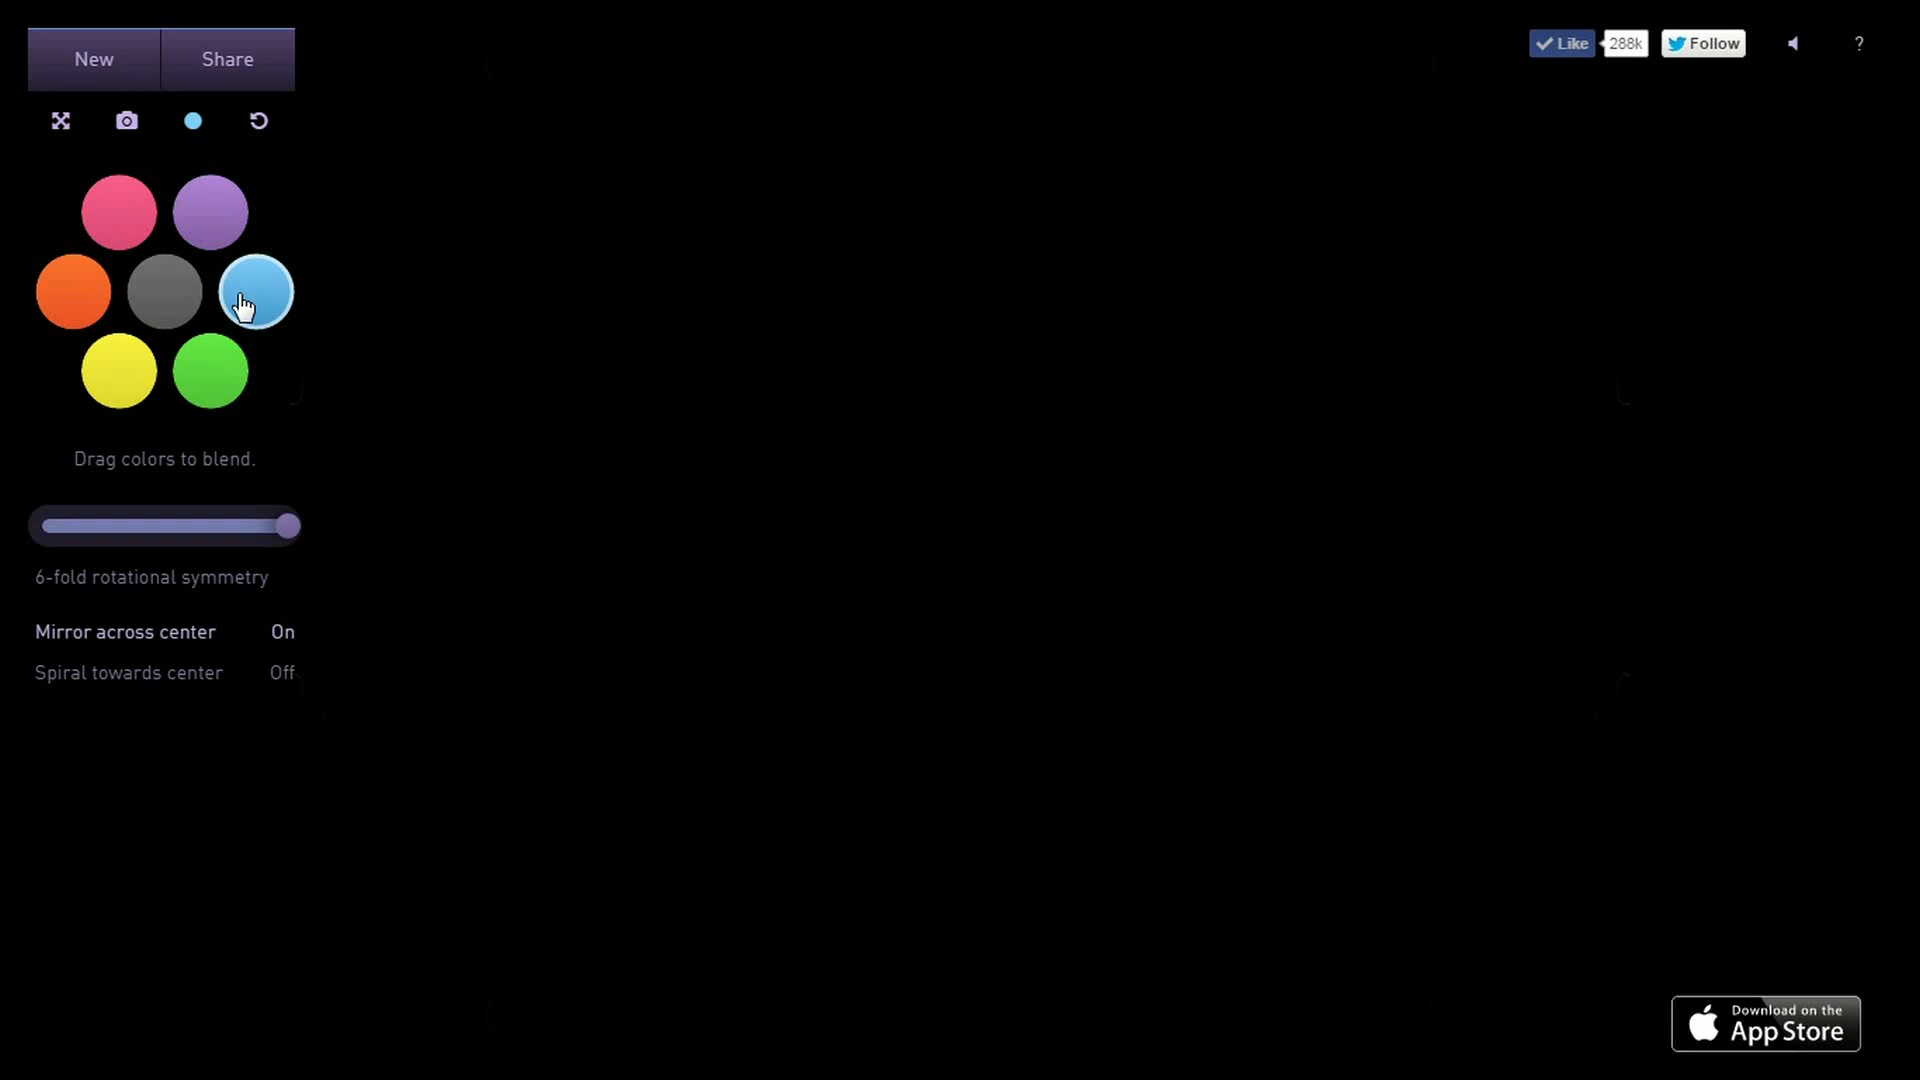 New Share
Like 288k Follow ?
Drag colors to blend.
6-fold rotational symmetry
Mirror across center On
Spiral towards center Off
Download on the
App Store